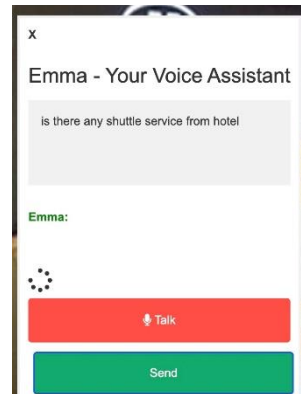 x
Emma - Your Voice Assistant
is there any shuttle service from hotel
Emma:
Talk
Send